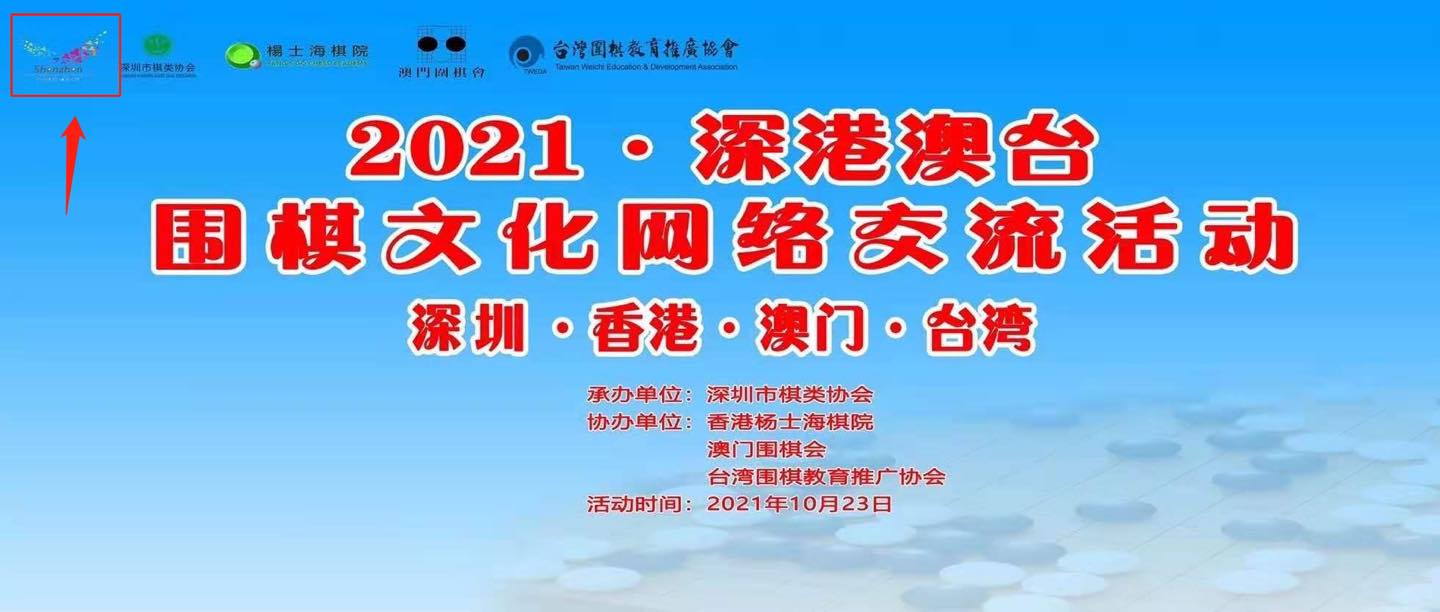 Shenzhen
深圳市棋类协会
楊士海棋院
澳門圍棋會
TWEDA
台灣圍棋教育推廣協會
Taiwan Weichi Education & Development Association
2021·深港澳台
围棋文化网络交流活动
深圳·香港·澳门·台湾
承办单位：深圳市棋类协会
协办单位：香港杨士海棋院
澳门围棋会
台湾围棋教育推广协会
活动时间：2021年10月23日